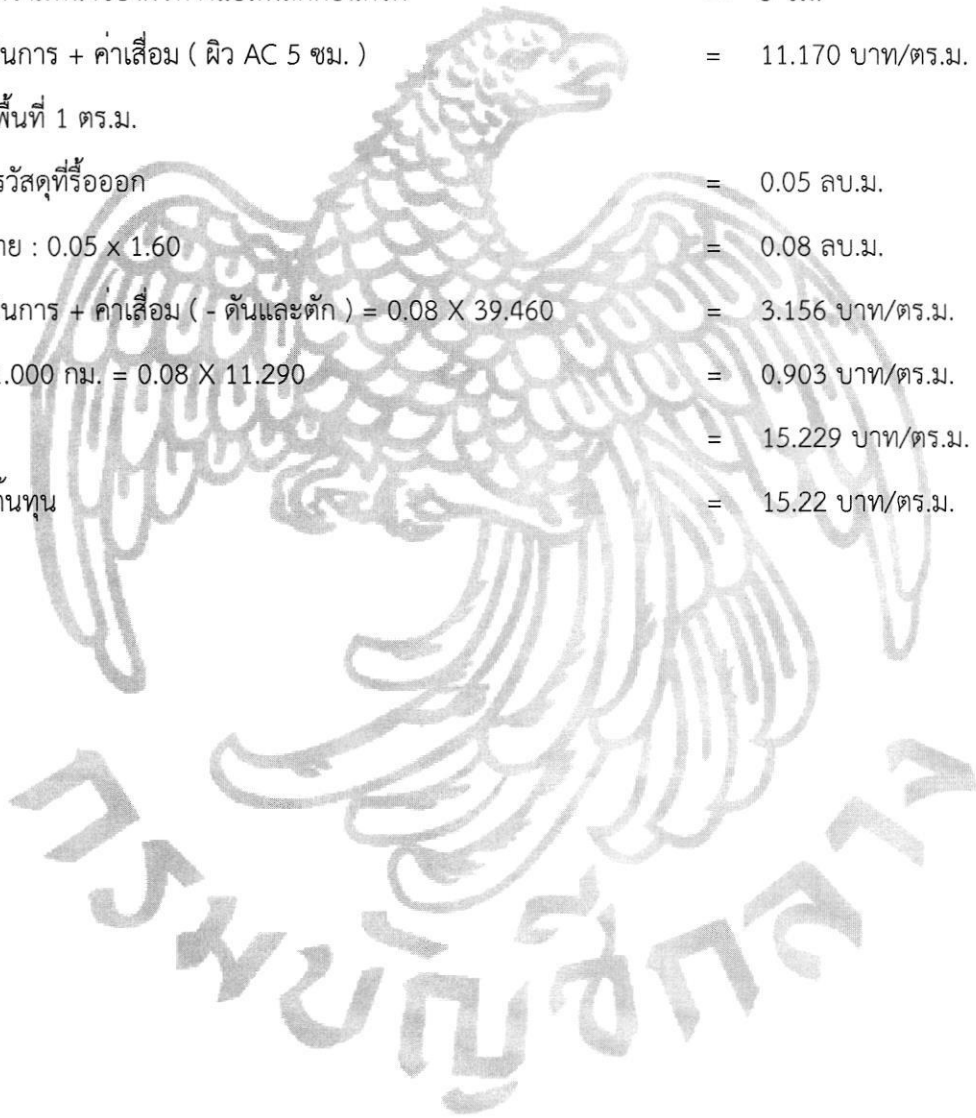 นการ + ค่าเสื่อม ( ผิว AC 5 ซม. ) = 11.170 บาท/ตร.ม.
พื้นที่ 1 ตร.ม.
รวัสดุที่รื้อออก = 0.05 ลบ.ม.
าย : 0.05 x 1.60 = 0.08 ลบ.ม.
นการ + ค่าเสื่อม ( - ดันและตัก ) = 0.08 X 39.460 = 3.156 บาท/ตร.ม.
.000 กม. = 0.08 X 11.290 = 0.903 บาท/ตร.ม.
= 15.229 บาท/ตร.ม.
ต้นทุน = 15.22 บาท/ตร.ม.
กรมบัญชีกลาง